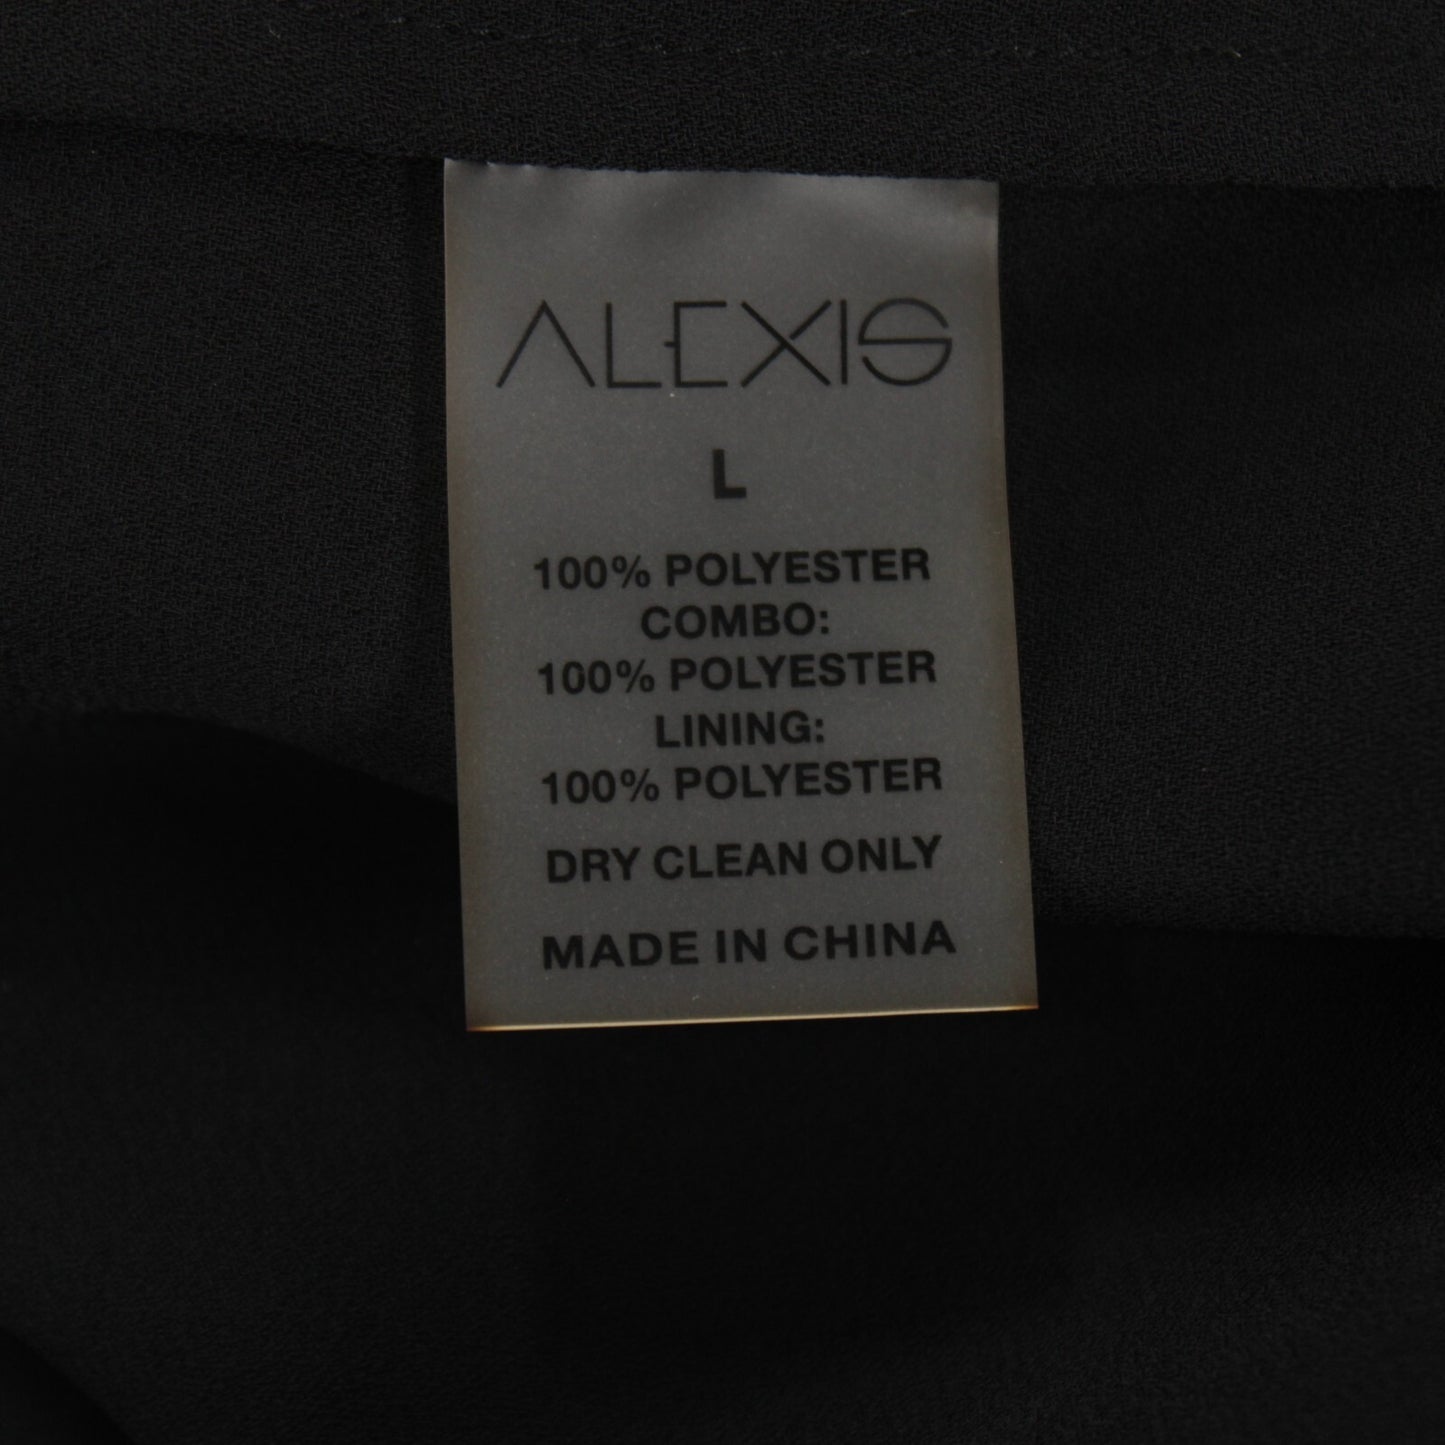 ALEXIS
L
100% POLYESTER
COMBO:
100% POLYESTER
LINING:
100% POLYESTER
DRY CLEAN ONLY
MADE IN CHINA